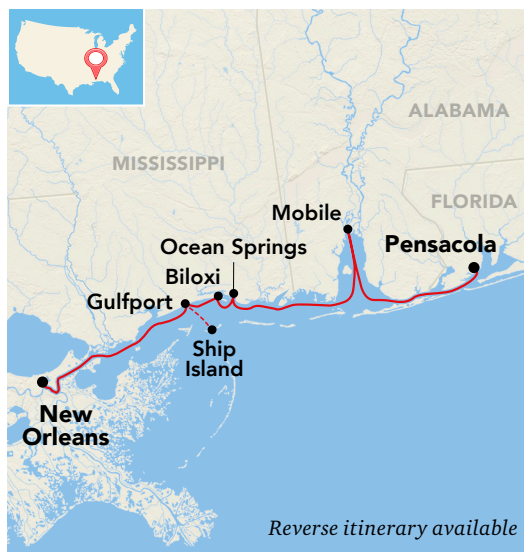 ALABAMA
MISSISSIPPI
FLORIDA
Mobile
Pensacola
Ocean Springs
Biloxi
Gulfport
Ship
Island
New
Orleans
Reverse itinerary available